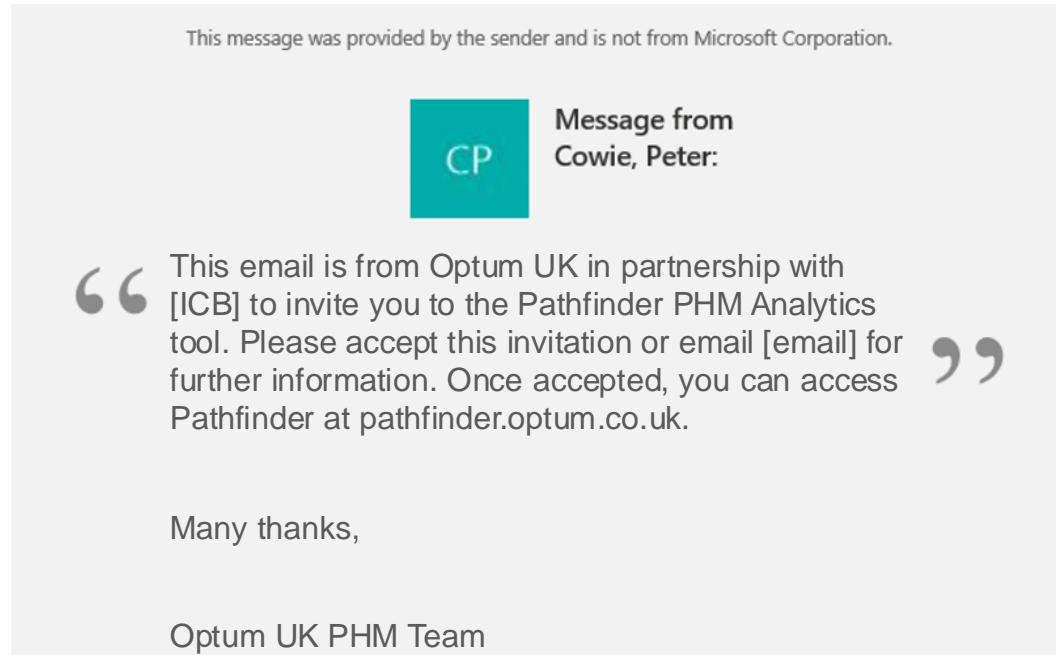 This message was provided by the sender and is not from Microsoft Corporation.
CP
Message from
Cowie, Peter:
“ This email is from Optum UK in partnership with
[ICB] to invite you to the Pathfinder PHM Analytics
tool. Please accept this invitation or email [email] for
further information. Once accepted, you can access
Pathfinder at pathfinder.optum.co.uk. ”
Many thanks,
Optum UK PHM Team